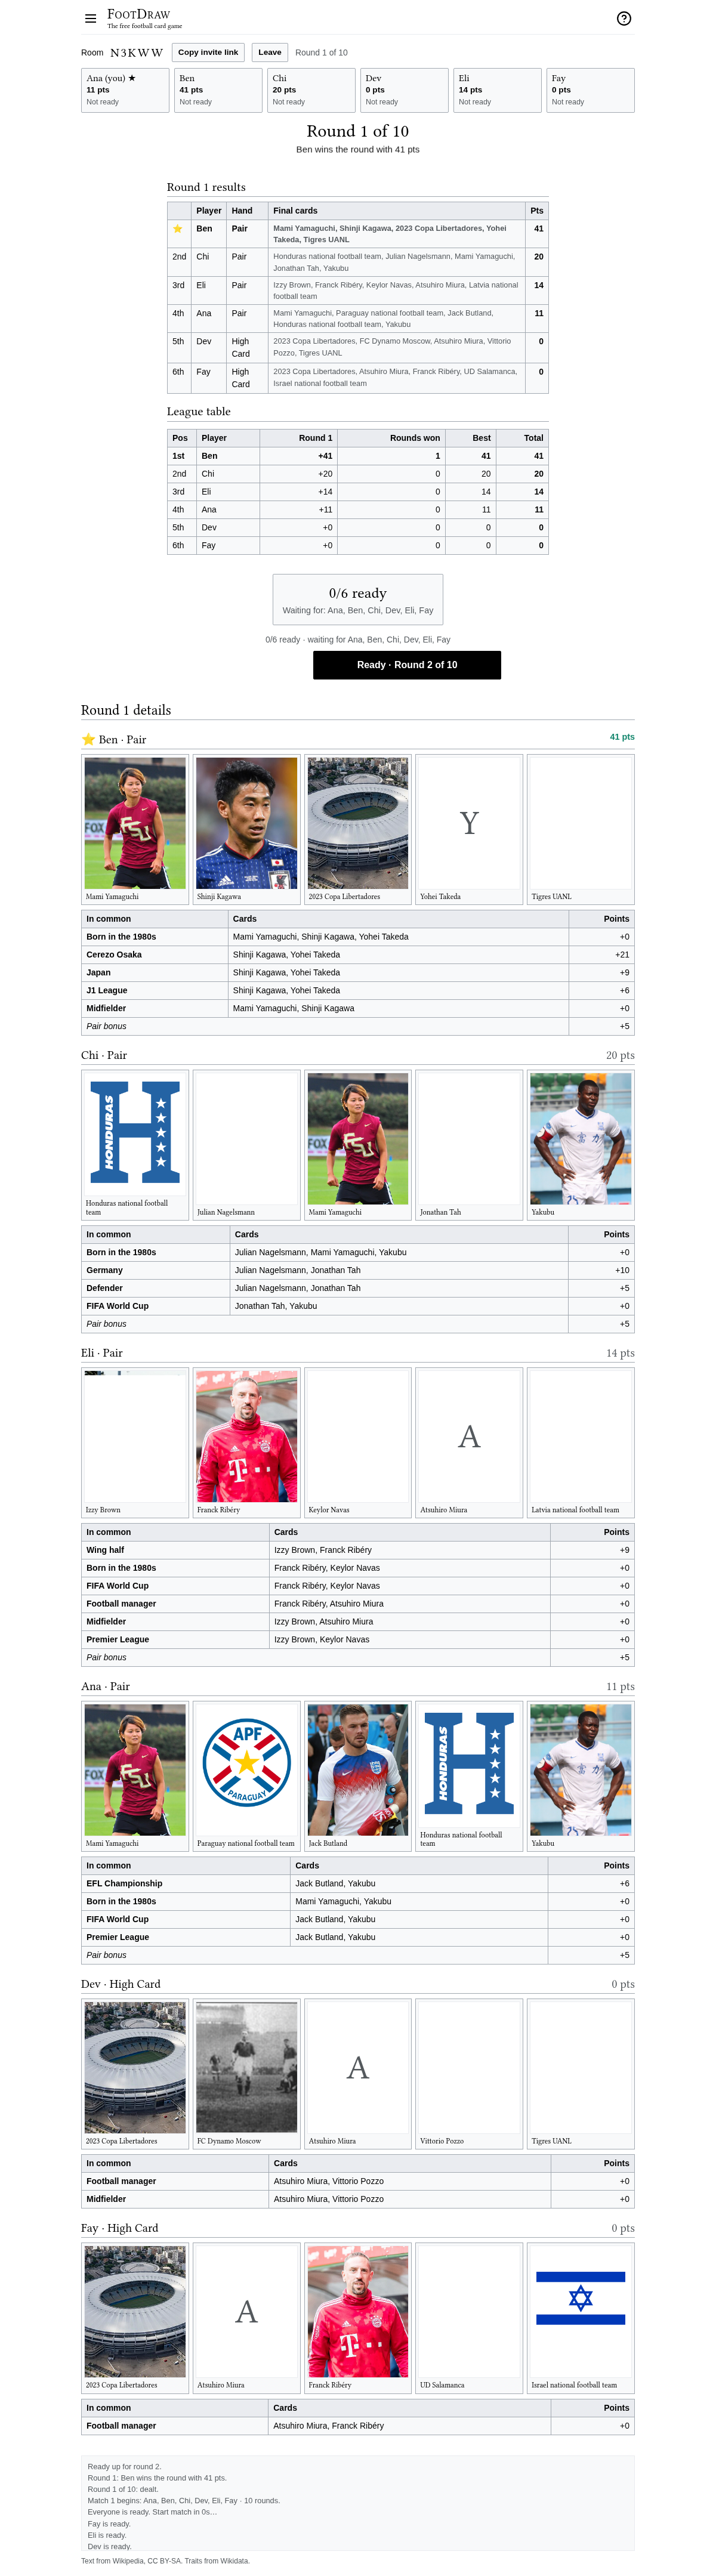 FootDraw
The free football card game
Room N3KWW Copy invite link Leave Round 1 of 10
Ana (you) ★ Ben Chi Dev Eli Fay
11 pts 41 pts 20 pts 0 pts 14 pts 0 pts
Not ready Not ready Not ready Not ready Not ready Not ready
Round 1 of 10
Ben wins the round with 41 pts
Round 1 results
Player Hand Final cards Pts
⭐ Ben Pair Mami Yamaguchi, Shinji Kagawa, 2023 Copa Libertadores, Yohei Takeda, Tigres UANL 41
2nd Chi Pair Honduras national football team, Julian Nagelsmann, Mami Yamaguchi, Jonathan Tah, Yakubu 20
3rd Eli Pair Izzy Brown, Franck Ribéry, Keylor Navas, Atsuhiro Miura, Latvia national football team 14
4th Ana Pair Mami Yamaguchi, Paraguay national football team, Jack Butland, Honduras national football team, Yakubu 11
5th Dev High Card 2023 Copa Libertadores, FC Dynamo Moscow, Atsuhiro Miura, Vittorio Pozzo, Tigres UANL 0
6th Fay High Card 2023 Copa Libertadores, Atsuhiro Miura, Franck Ribéry, UD Salamanca, Israel national football team 0
League table
Pos Player Round 1 Rounds won Best Total
1st Ben +41 1 41 41
2nd Chi +20 0 20 20
3rd Eli +14 0 14 14
4th Ana +11 0 11 11
5th Dev +0 0 0 0
6th Fay +0 0 0 0
0/6 ready
Waiting for: Ana, Ben, Chi, Dev, Eli, Fay
0/6 ready · waiting for Ana, Ben, Chi, Dev, Eli, Fay
Ready · Round 2 of 10
Round 1 details
⭐ Ben · Pair 41 pts
FOX FSU
Y
Mami Yamaguchi Shinji Kagawa 2023 Copa Libertadores Yohei Takeda Tigres UANL
In common Cards Points
Born in the 1980s Mami Yamaguchi, Shinji Kagawa, Yohei Takeda +0
Cerezo Osaka Shinji Kagawa, Yohei Takeda +21
Japan Shinji Kagawa, Yohei Takeda +9
J1 League Shinji Kagawa, Yohei Takeda +6
Midfielder Mami Yamaguchi, Shinji Kagawa +0
Pair bonus +5
Chi · Pair 20 pts
HONDURAS
FSU
Honduras national football team Julian Nagelsmann Mami Yamaguchi Jonathan Tah Yakubu
In common Cards Points
Born in the 1980s Julian Nagelsmann, Mami Yamaguchi, Yakubu +0
Germany Julian Nagelsmann, Jonathan Tah +10
Defender Julian Nagelsmann, Jonathan Tah +5
FIFA World Cup Jonathan Tah, Yakubu +0
Pair bonus +5
Eli · Pair 14 pts
T
A
Izzy Brown Franck Ribéry Keylor Navas Atsuhiro Miura Latvia national football team
In common Cards Points
Wing half Izzy Brown, Franck Ribéry +9
Born in the 1980s Franck Ribéry, Keylor Navas +0
FIFA World Cup Franck Ribéry, Keylor Navas +0
Football manager Franck Ribéry, Atsuhiro Miura +0
Midfielder Izzy Brown, Atsuhiro Miura +0
Premier League Izzy Brown, Keylor Navas +0
Pair bonus +5
Ana · Pair 11 pts
FSU
APF PARAGUAY
HONDURAS
Mami Yamaguchi Paraguay national football team Jack Butland Honduras national football team Yakubu
In common Cards Points
EFL Championship Jack Butland, Yakubu +6
Born in the 1980s Mami Yamaguchi, Yakubu +0
FIFA World Cup Jack Butland, Yakubu +0
Premier League Jack Butland, Yakubu +0
Pair bonus +5
Dev · High Card 0 pts
A
2023 Copa Libertadores FC Dynamo Moscow Atsuhiro Miura Vittorio Pozzo Tigres UANL
In common Cards Points
Football manager Atsuhiro Miura, Vittorio Pozzo +0
Midfielder Atsuhiro Miura, Vittorio Pozzo +0
Fay · High Card 0 pts
A
T
2023 Copa Libertadores Atsuhiro Miura Franck Ribéry UD Salamanca Israel national football team
In common Cards Points
Football manager Atsuhiro Miura, Franck Ribéry +0
Ready up for round 2.
Round 1: Ben wins the round with 41 pts.
Round 1 of 10: dealt.
Match 1 begins: Ana, Ben, Chi, Dev, Eli, Fay · 10 rounds.
Everyone is ready. Start match in 0s…
Fay is ready.
Eli is ready.
Dev is ready.
Text from Wikipedia, CC BY-SA. Traits from Wikidata.